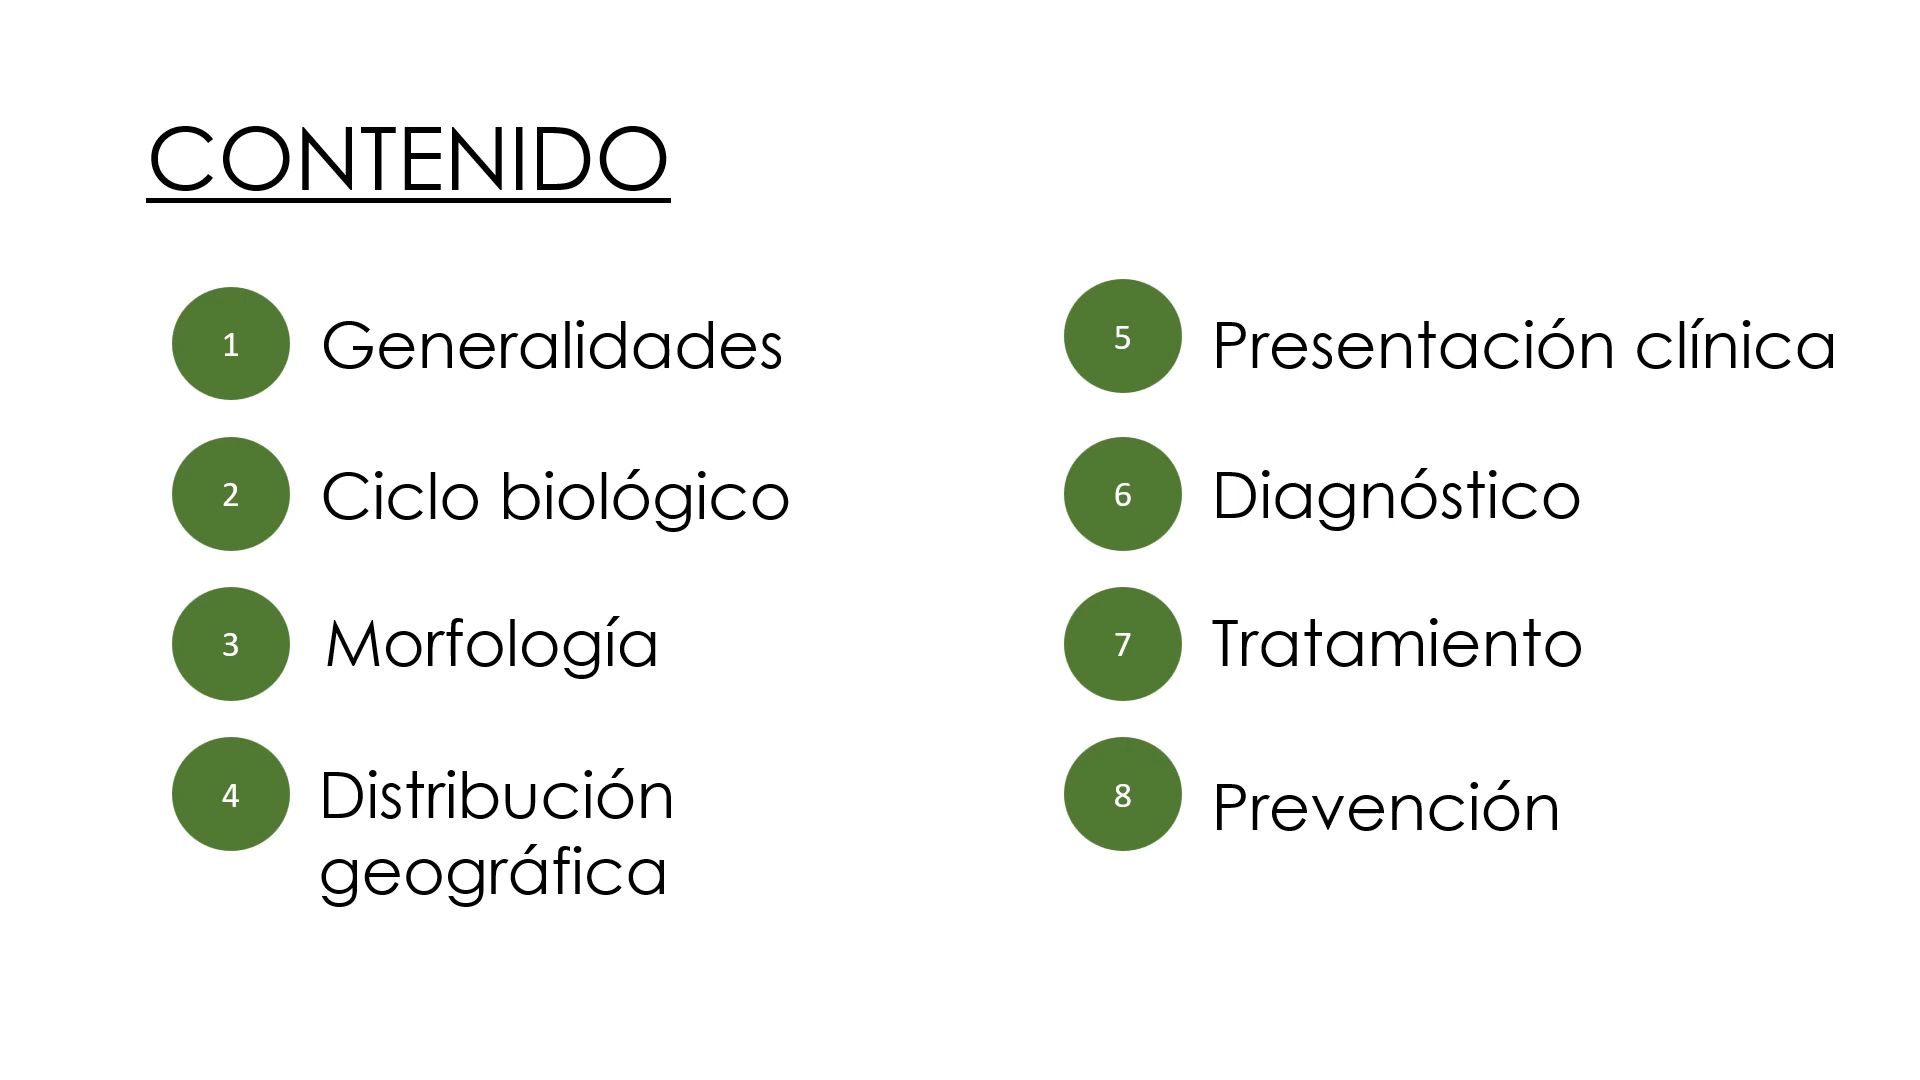 CONTENIDO
1 Generalidades
2 Ciclo biológico
3 Morfología
4 Distribución
geográfica
5 Presentación clínica
6 Diagnóstico
7 Tratamiento
8 Prevención